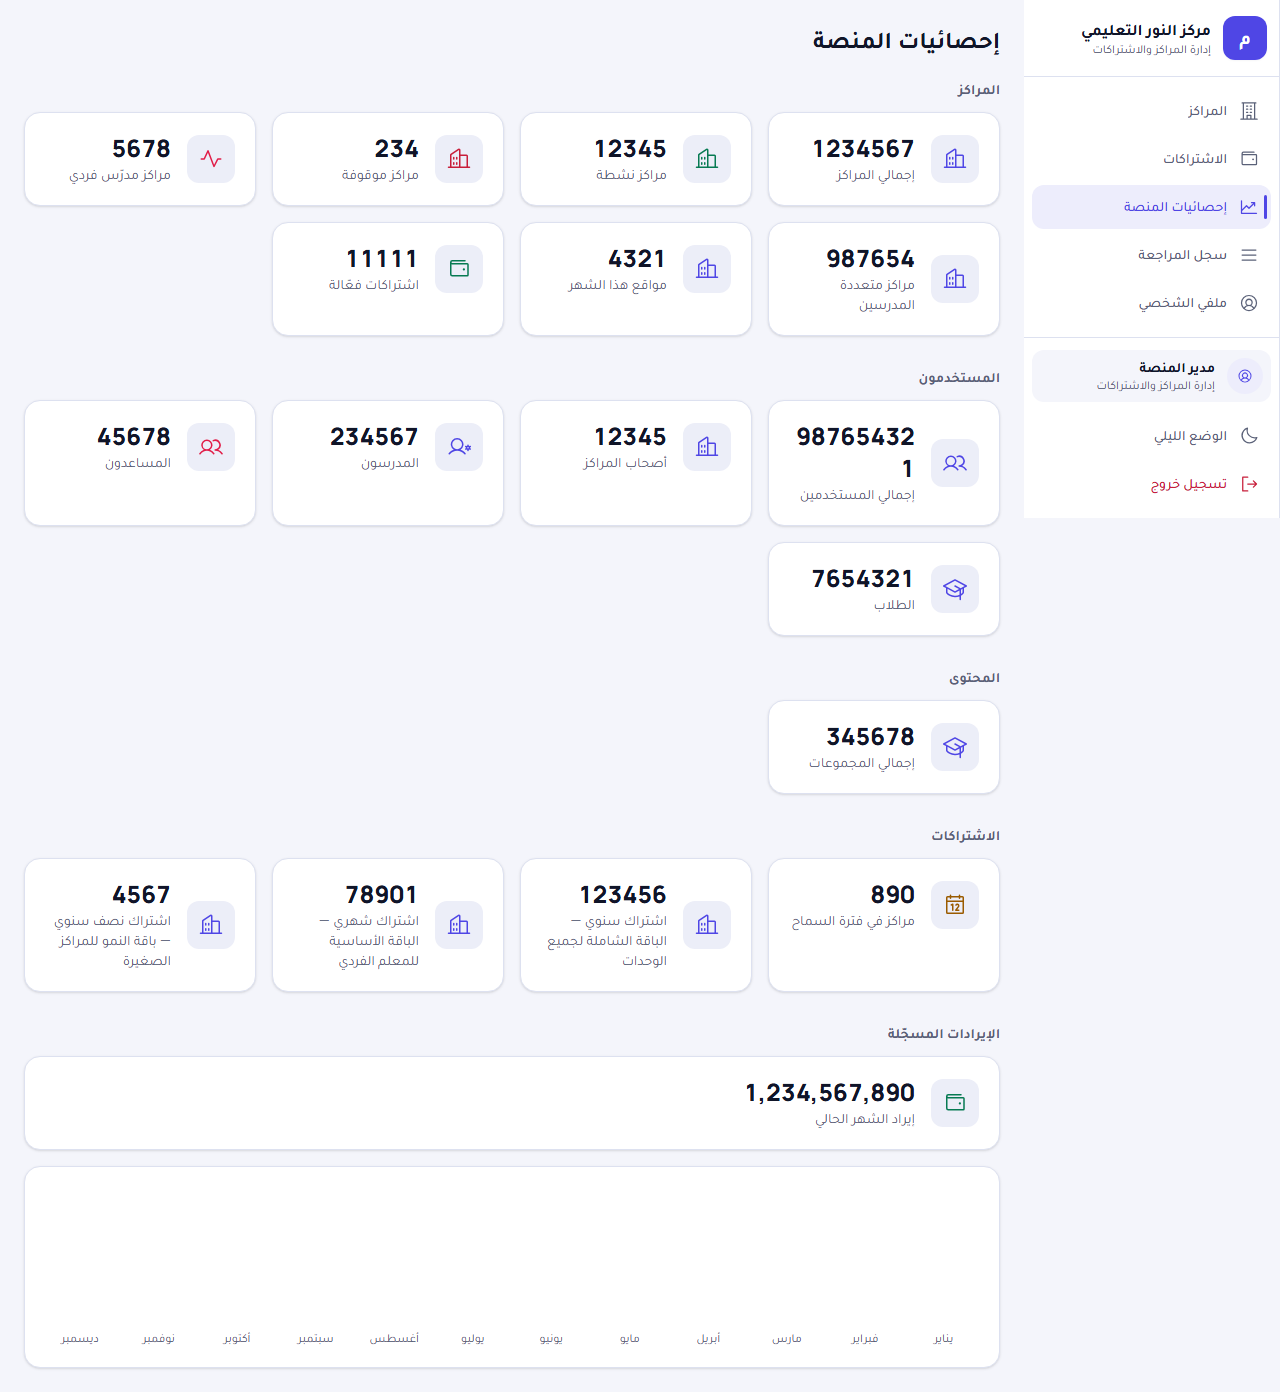 م
مركز النور التعليمي
إدارة المراكز والاشتراكات
المراكز
الاشتراكات
إحصائيات المنصة
سجل المراجعة
ملفي الشخصي
مدير المنصة
إدارة المراكز والاشتراكات
الوضع الليلي
تسجيل خروج
إحصائيات المنصة
المراكز
1234567
إجمالي المراكز
12345
مراكز نشطة
234
مراكز موقوفة
5678
مراكز مدرّس فردي
987654
مراكز متعددة
المدرسين
4321
مواقع هذا الشهر
11111
اشتراكات فعّالة
المستخدمون
98765432
1
إجمالي المستخدمين
12345
أصحاب المراكز
234567
المدرسون
45678
المساعدون
7654321
الطلاب
المحتوى
345678
إجمالي المجموعات
الاشتراكات
12
890
مراكز في فترة السماح
123456
اشتراك سنوي —
الباقة الشاملة لجميع
الوحدات
78901
اشتراك شهري —
الباقة الأساسية
للمعلم الفردي
4567
اشتراك نصف سنوي
— باقة النمو للمراكز
الصغيرة
الإيرادات المسجّلة
1,234,567,890
إيراد الشهر الحالي
يناير فبراير مارس أبريل مايو يونيو يوليو أغسطس سبتمبر أكتوبر نوفمبر ديسمبر